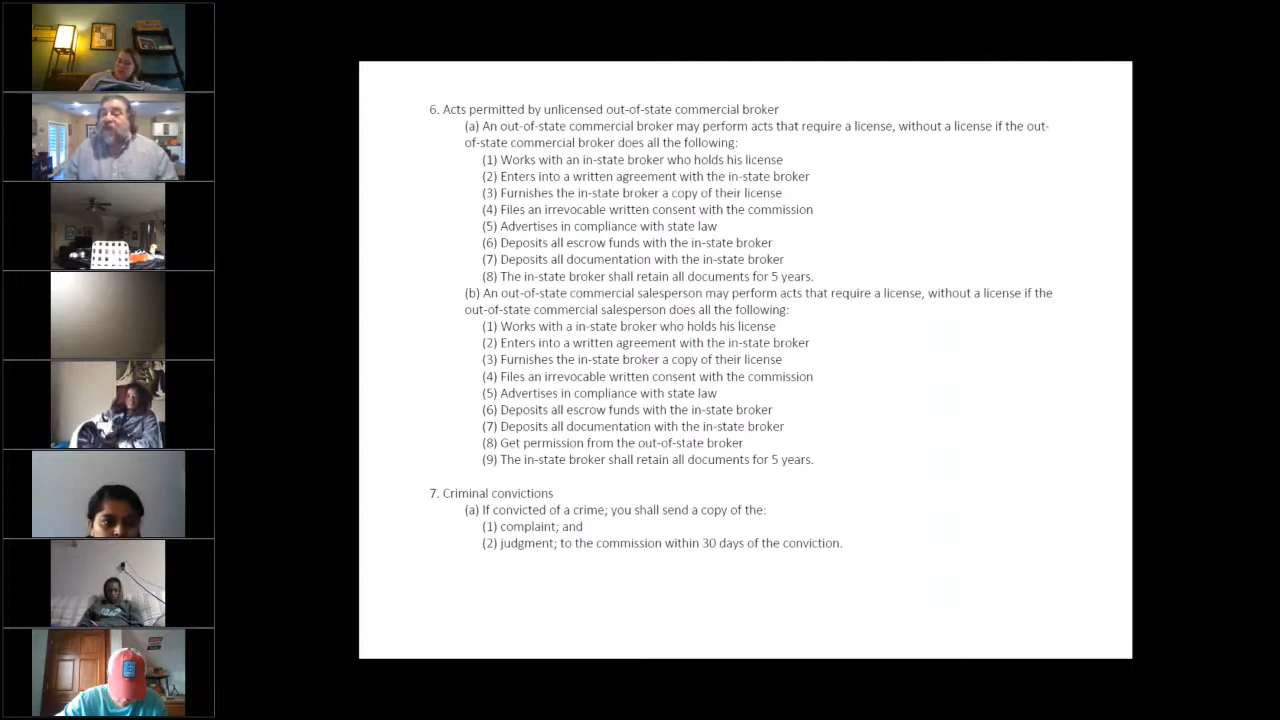 6. Acts permitted by unlicensed out-of-state commercial broker
(a) An out-of-state commercial broker may perform acts that require a license, without a license if the out-
of-state commercial broker does all the following:
(1) Works with an in-state broker who holds his license
(2) Enters into a written agreement with the in-state broker
(3) Furnishes the in-state broker a copy of their license
(4) Files an irrevocable written consent with the commission
(5) Advertises in compliance with state law
(6) Deposits all escrow funds with the in-state broker
(7) Deposits all documentation with the in-state broker
(8) The in-state broker shall retain all documents for 5 years.
(b) An out-of-state commercial salesperson may perform acts that require a license, without a license if the
out-of-state commercial salesperson does all the following:
(1) Works with a in-state broker who holds his license
(2) Enters into a written agreement with the in-state broker
(3) Furnishes the in-state broker a copy of their license
(4) Files an irrevocable written consent with the commission
(5) Advertises in compliance with state law
(6) Deposits all escrow funds with the in-state broker
(7) Deposits all documentation with the in-state broker
(8) Get permission from the out-of-state broker
(9) The in-state broker shall retain all documents for 5 years.
7. Criminal convictions
(a) If convicted of a crime; you shall send a copy of the:
(1) complaint; and
(2) judgment; to the commission within 30 days of the conviction.